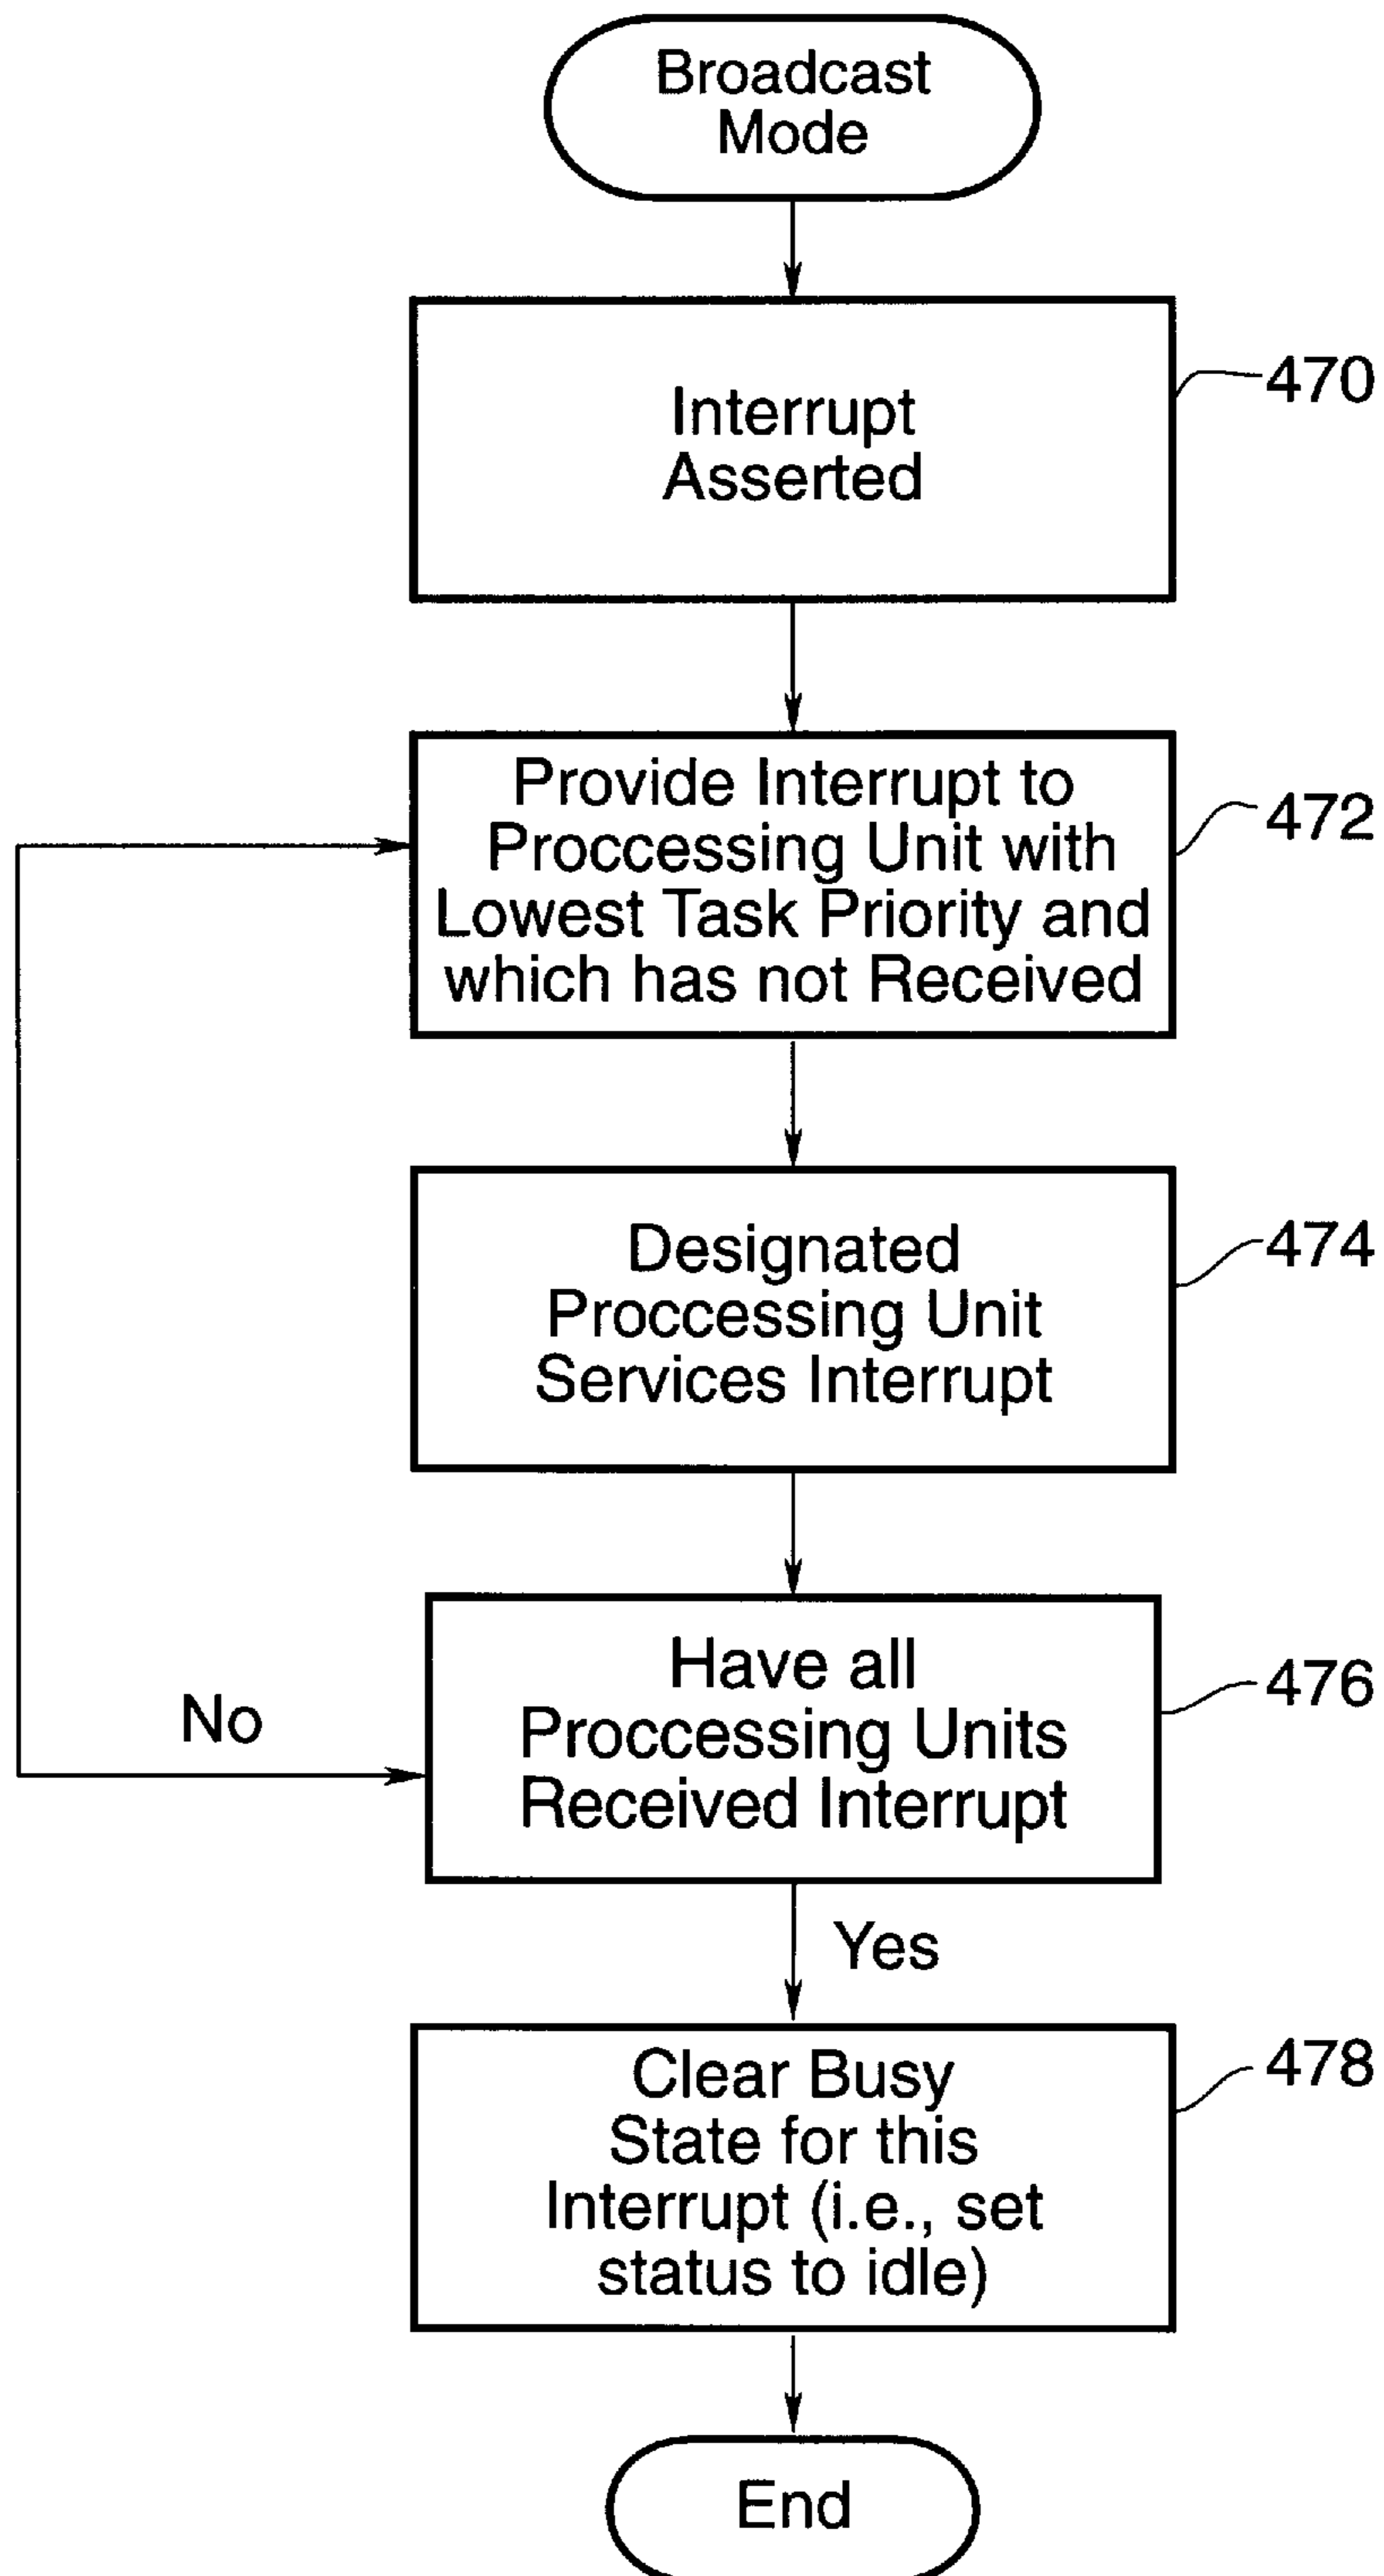 Broadcast
Mode
Interrupt
Asserted
470
Provide Interrupt to
Proccessing Unit with
Lowest Task Priority and
which has not Received
472
Designated
Proccessing Unit
Services Interrupt
474
Have all
Proccessing Units
Received Interrupt
476
No
Yes
Clear Busy
State for this
Interrupt (i.e., set
status to idle)
478
End